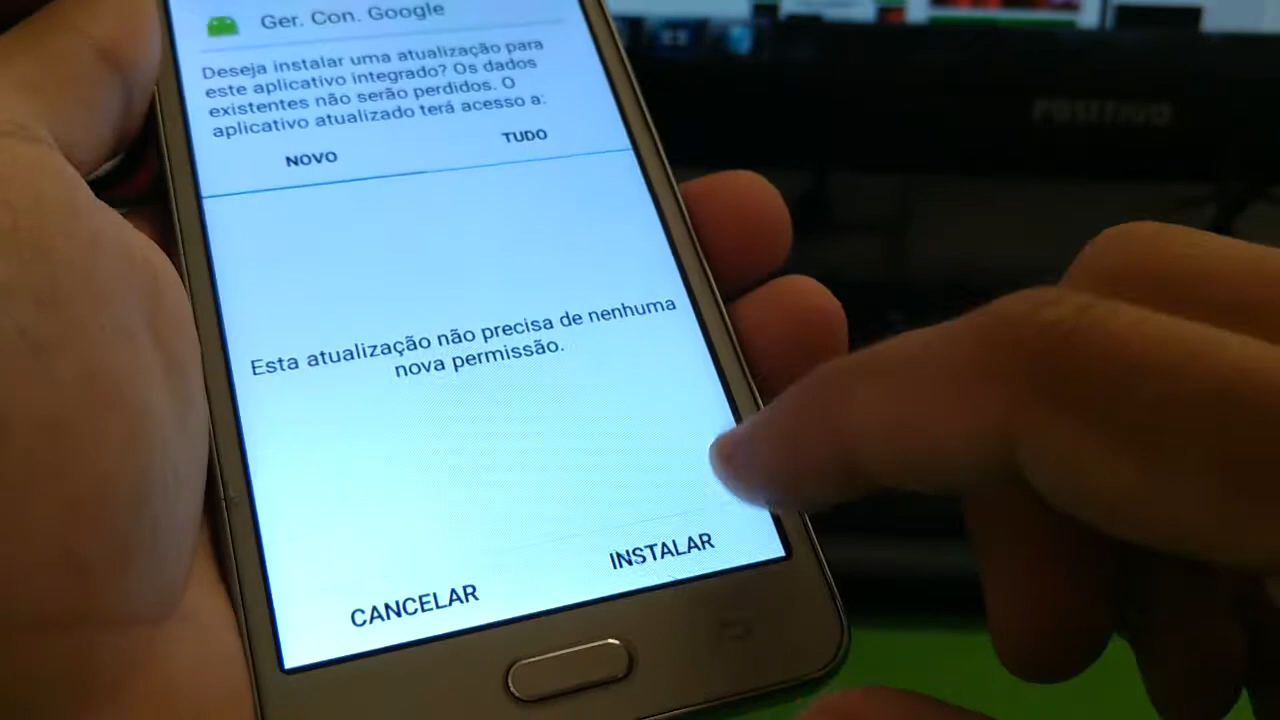 Ger. Con. Google
Deseja instalar uma atualização para
este aplicativo integrado? Os dados
existentes não serão perdidos. O
aplicativo atualizado terá acesso a:
NOVO
TUDO
Esta atualização não precisa de nenhuma
nova permissão.
CANCELAR
INSTALAR
POSITIVO